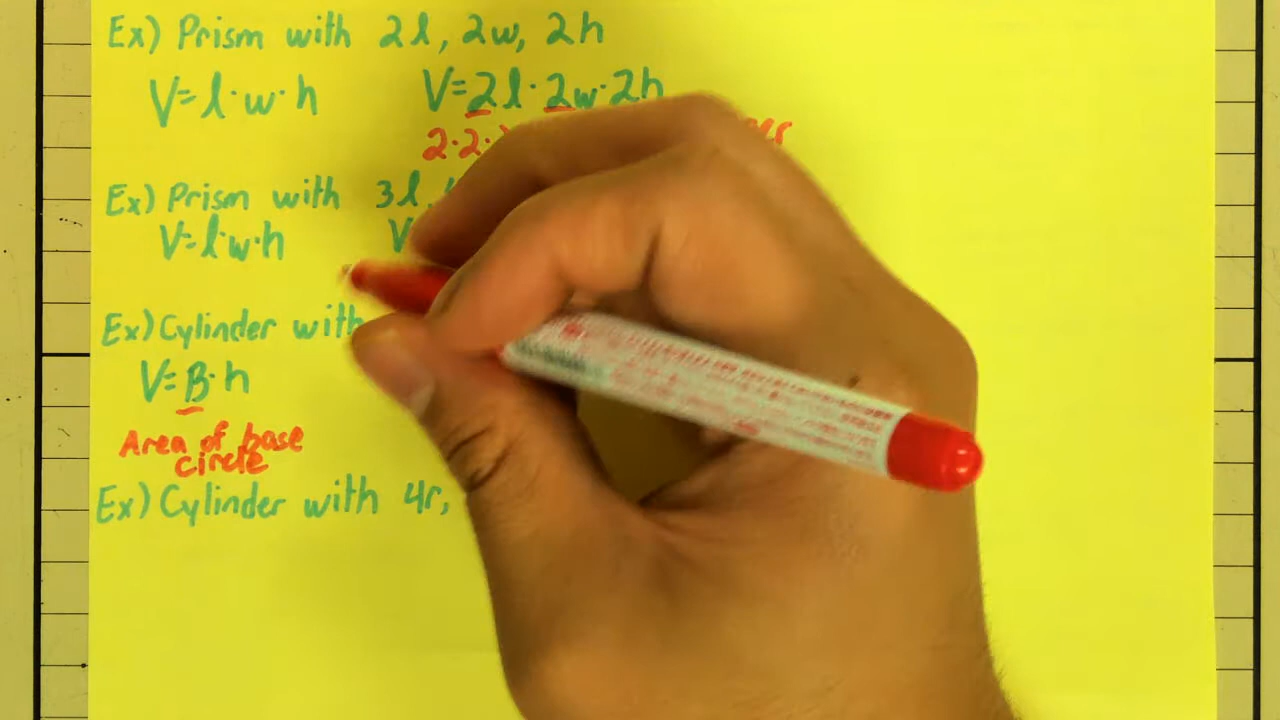 Ex) Prism with 2l, 2w, 2h
V=l·w·h V=2l·2w·2h
2·2·
Ex) Prism with 3l,
V=l·w·h V
Ex) Cylinder with
V=B·h
Area of base
circle
Ex) Cylinder with 4r,